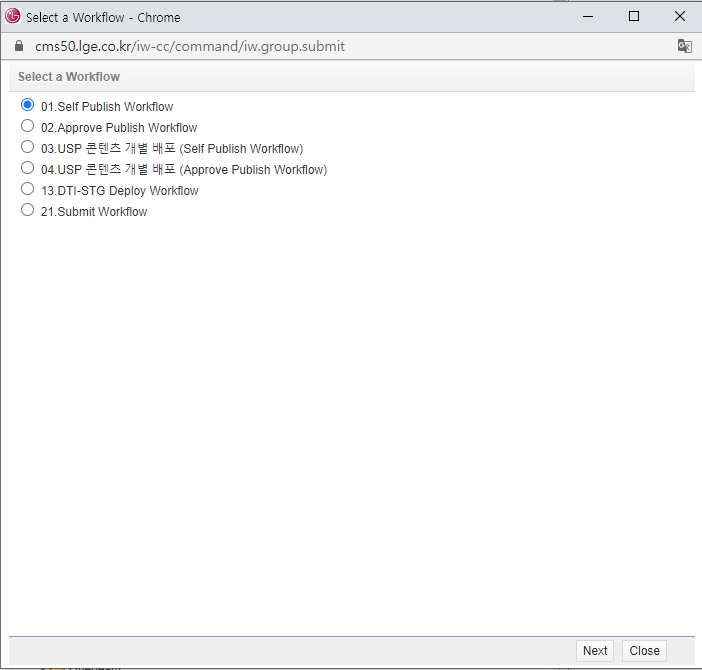 Select a Workflow - Chrome
cms50.lge.co.kr/iw-cc/command/iw.group.submit
Select a Workflow
01.Self Publish Workflow
02.Approve Publish Workflow
03.USP 콘텐츠 개별 배포 (Self Publish Workflow)
04.USP 콘텐츠 개별 배포 (Approve Publish Workflow)
13.DTI-STG Deploy Workflow
21.Submit Workflow
Next Close